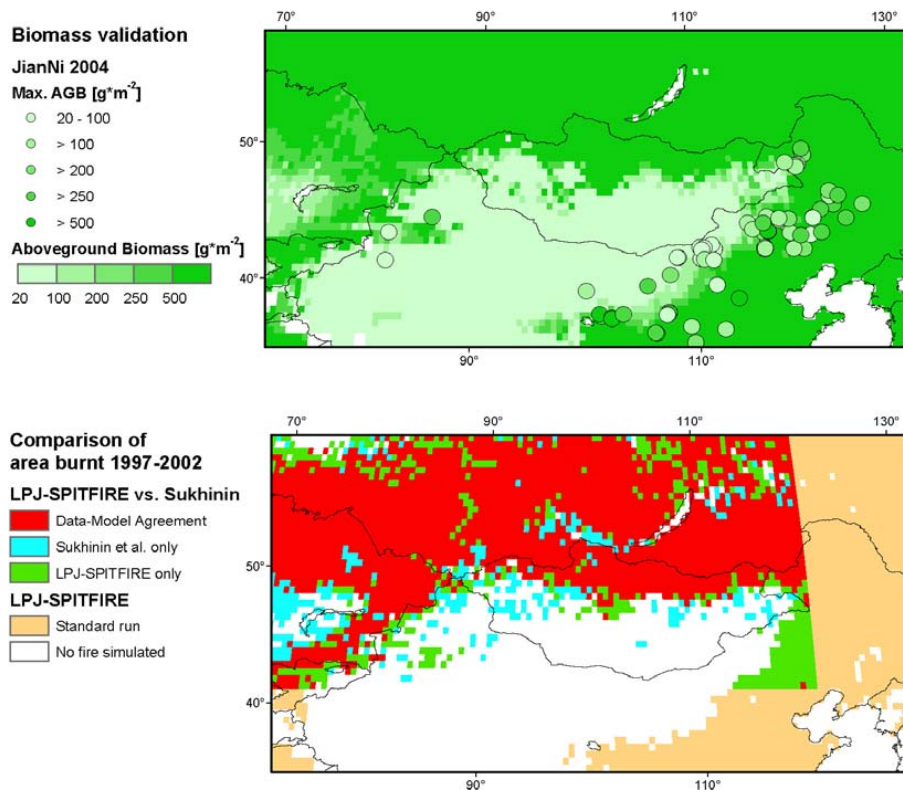 70° 90° 110° 130°
Biomass validation
JianNi 2004
Max. AGB [g*m-2]
20 - 100
> 100
> 200
> 250
> 500
Aboveground Biomass [g*m-2]
20 100 200 250 500
50°
40°
90° 110°
70° 90° 110° 130°
Comparison of
area burnt 1997-2002
LPJ-SPITFIRE vs. Sukhinin
Data-Model Agreement
Sukhinin et al. only
LPJ-SPITFIRE only
LPJ-SPITFIRE
Standard run
No fire simulated
50°
40°
90° 110°